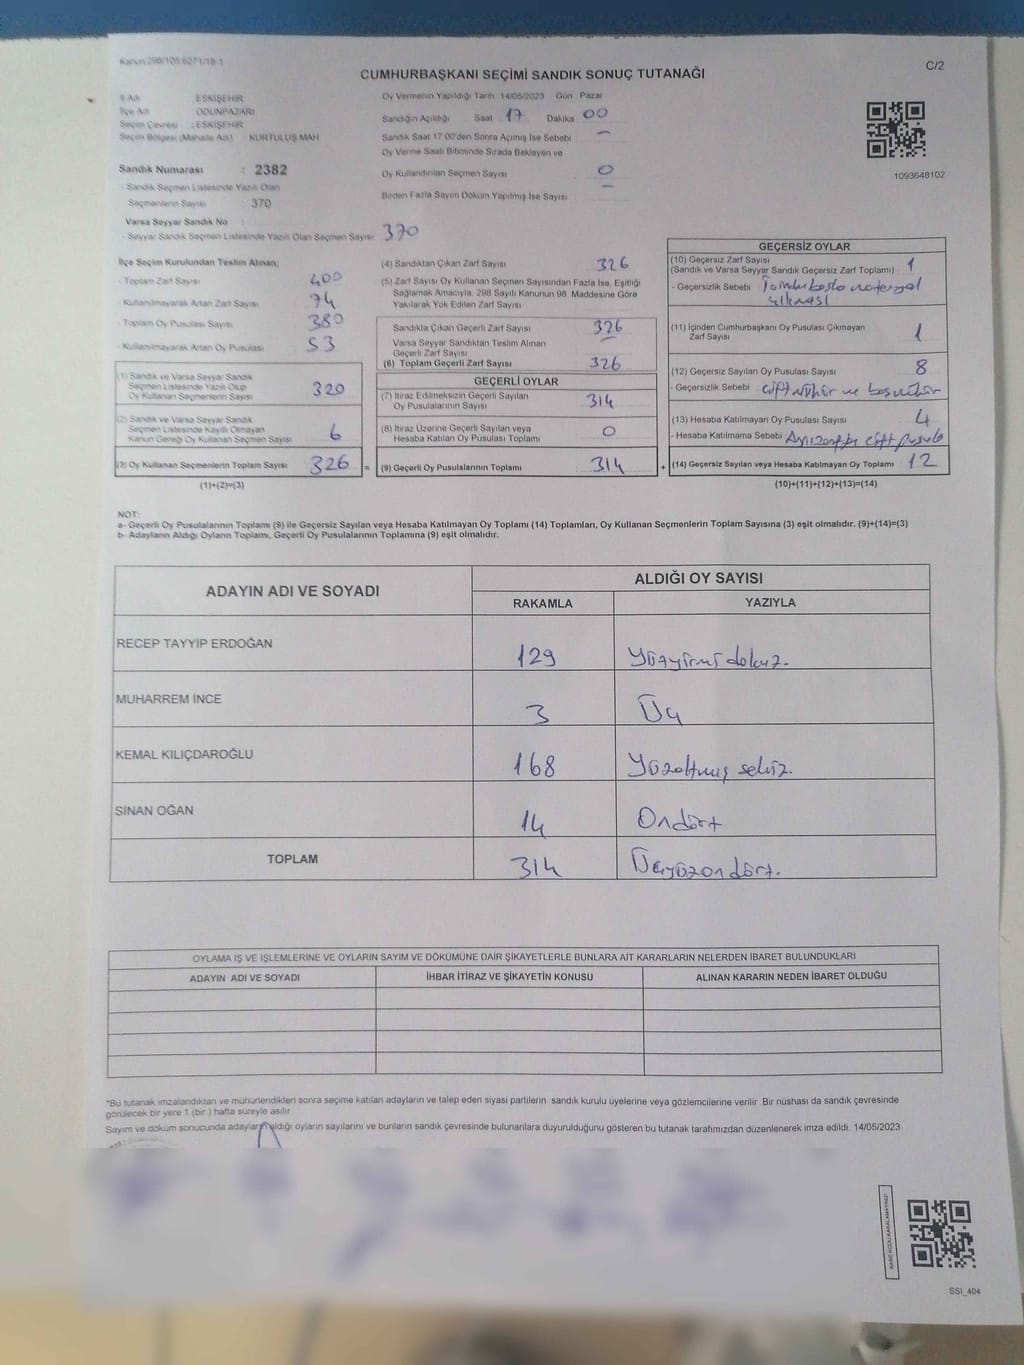 Kanun 298/105 6271/18-1
C/2
CUMHURBAŞKANI SEÇİMİ SANDIK SONUÇ TUTANAĞI
İl Adı : ESKİŞEHİR
İlçe Adı : ODUNPAZARI
Seçim Çevresi : ESKİŞEHİR
Seçim Bölgesi (Mahalle Adı) : KURTULUŞ MAH
Sandık Numarası : 2382
- Sandık Seçmen Listesinde Yazılı Olan
Seçmenlerin Sayısı : 370
Varsa Seyyar Sandık No
- Seyyar Sandık Seçmen Listesinde Yazılı Olan Seçmen Sayısı: 370
Oy Vermenin Yapıldığı Tarih 14/05/2023 Gün Pazar
Sandığın Açıldığı Saat 17 Dakika 00
Sandık Saat 17.00'den Sonra Açılmış İse Sebebi —
Oy Verme Saati Bitiminde Sırada Bekleyen ve
Oy Kullandırılan Seçmen Sayısı 0
Birden Fazla Sayım Döküm Yapılmış İse Sayısı —
1093648102
İlçe Seçim Kurulundan Teslim Alınan;
- Toplam Zarf Sayısı 400
- Kullanılmayarak Artan Zarf Sayısı 74
- Toplam Oy Pusulası Sayısı 380
- Kullanılmayarak Artan Oy Pusulası 53
(1) Sandık ve Varsa Seyyar Sandık
Seçmen Listesinde Yazılı Olup
Oy Kullanan Seçmenlerin Sayısı 320
(2) Sandık ve Varsa Seyyar Sandık
Seçmen Listesinde Kayıtlı Olmayan
Kanun Gereği Oy Kullanan Seçmen Sayısı 6
(3) Oy Kullanan Seçmenlerin Toplam Sayısı 326 =
(1)+(2)=(3)
(4) Sandıktan Çıkan Zarf Sayısı 326
(5) Zarf Sayısı Oy Kullanan Seçmen Sayısından Fazla İse, Eşitliği
Sağlamak Amacıyla, 298 Sayılı Kanunun 98. Maddesine Göre
Yakılarak Yok Edilen Zarf Sayısı
Sandıkta Çıkan Geçerli Zarf Sayısı 326
Varsa Seyyar Sandıktan Teslim Alınan
Geçerli Zarf Sayısı —
(6) Toplam Geçerli Zarf Sayısı 326
GEÇERLİ OYLAR
(7) İtiraz Edilmeksizin Geçerli Sayılan
Oy Pusulalarının Sayısı 314
(8) İtiraz Üzerine Geçerli Sayılan veya
Hesaba Katılan Oy Pusulası Toplamı 0
(9) Geçerli Oy Pusulalarının Toplamı 314 +
GEÇERSİZ OYLAR
(10) Geçersiz Zarf Sayısı
(Sandık ve Varsa Seyyar Sandık Geçersiz Zarf Toplamı) 1
- Geçersizlik Sebebi
çıkması
(11) İçinden Cumhurbaşkanı Oy Pusulası Çıkmayan
Zarf Sayısı 1
(12) Geçersiz Sayılan Oy Pusulası Sayısı 8
- Geçersizlik Sebebi çift mühür ve boş mühür
(13) Hesaba Katılmayan Oy Pusulası Sayısı 4
- Hesaba Katılmama Sebebi Aynı zarfta çift pusula
(14) Geçersiz Sayılan veya Hesaba Katılmayan Oy Toplamı 12
(10)+(11)+(12)+(13)=(14)
NOT:
a- Geçerli Oy Pusulalarının Toplamı (9) ile Geçersiz Sayılan veya Hesaba Katılmayan Oy Toplamı (14) Toplamları, Oy Kullanan Seçmenlerin Toplam Sayısına (3) eşit olmalıdır. (9)+(14)=(3)
b- Adayların Aldığı Oyların Toplamı, Geçerli Oy Pusulalarının Toplamına (9) eşit olmalıdır.
ADAYIN ADI VE SOYADI
ALDIĞI OY SAYISI
RAKAMLA YAZIYLA
RECEP TAYYİP ERDOĞAN 129 Yüzyirmi dokuz.
MUHARREM İNCE 3 Üç
KEMAL KILIÇDAROĞLU 168 Yüzaltmış sekiz.
SİNAN OĞAN 14 Ondört
TOPLAM 314 Üçyüzondört.
OYLAMA İŞ VE İŞLEMLERİNE VE OYLARIN SAYIM VE DÖKÜMÜNE DAİR ŞİKAYETLERLE BUNLARA AİT KARARLARIN NELERDEN İBARET BULUNDUKLARI
ADAYIN ADI VE SOYADI İHBAR İTİRAZ VE ŞİKAYETİN KONUSU ALINAN KARARIN NEDEN İBARET OLDUĞU
*Bu tutanak imzalandıktan ve mühürlendikten sonra seçime katılan adayların ve talep eden siyasi partilerin sandık kurulu üyelerine veya gözlemcilerine verilir. Bir nüshası da sandık çevresinde
görülecek bir yere 1 (bir) hafta süreyle asılır.
Sayım ve döküm sonucunda adayların aldığı oyların sayılarını ve bunların sandık çevresinde bulunanlara duyurulduğunu gösteren bu tutanak tarafımızdan düzenlenerek imza edildi. 14/05/2023
KARE KODU KARALAMAYINIZ!
SSI_404